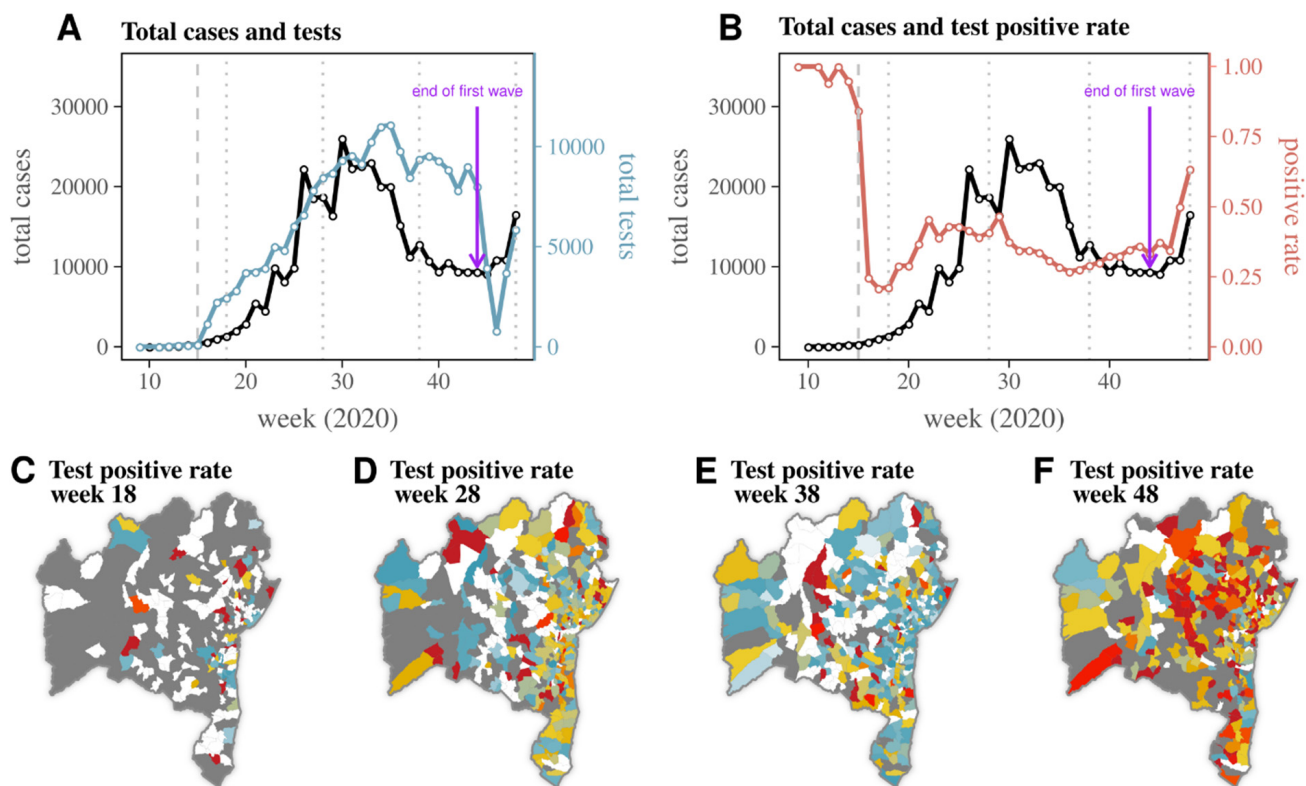 A Total cases and tests
end of first wave
30000
20000
10000
0
10000
5000
0
total cases
total tests
10 20 30 40
week (2020)
B Total cases and test positive rate
end of first wave
30000
20000
10000
0
1.00
0.75
0.50
0.25
0.00
total cases
positive rate
10 20 30 40
week (2020)
C Test positive rate
week 18
D Test positive rate
week 28
E Test positive rate
week 38
F Test positive rate
week 48